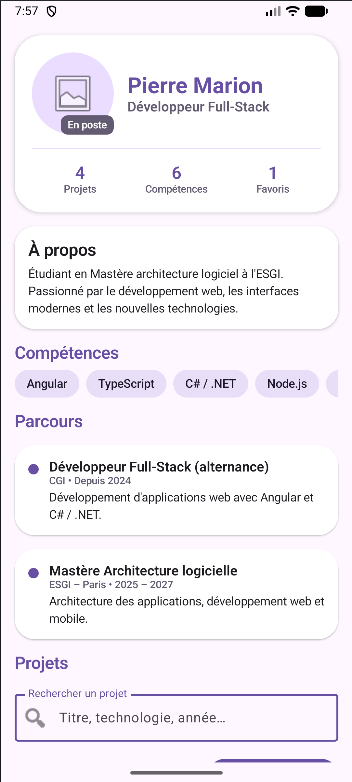 7:57
Pierre Marion
Développeur Full-Stack
En poste
4
Projets
6
Compétences
1
Favoris
À propos
Étudiant en Mastère architecture logiciel à l'ESGI.
Passionné par le développement web, les interfaces
modernes et les nouvelles technologies.
Compétences
Angular
TypeScript
C# / .NET
Node.js
Parcours
Développeur Full-Stack (alternance)
CGI • Depuis 2024
Développement d'applications web avec Angular et
C# / .NET.
Mastère Architecture logicielle
ESGI – Paris • 2025 – 2027
Architecture des applications, développement web et
mobile.
Projets
Rechercher un projet
Titre, technologie, année…